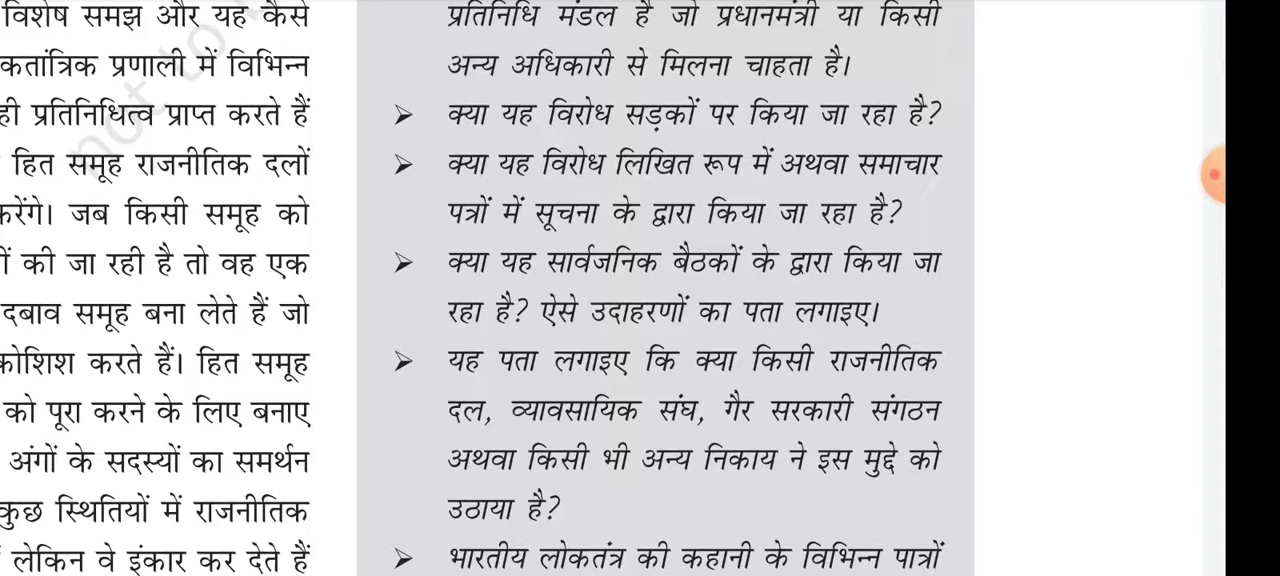 विशेष समझ और यह कैसे
कतांत्रिक प्रणाली में विभिन्न
ही प्रतिनिधित्व प्राप्त करते हैं
हित समूह राजनीतिक दलों
करेंगे। जब किसी समूह को
ों की जा रही है तो वह एक
दबाव समूह बना लेते हैं जो
कोशिश करते हैं। हित समूह
को पूरा करने के लिए बनाए
अंगों के सदस्यों का समर्थन
कुछ स्थितियों में राजनीतिक
लेकिन वे इंकार कर देते हैं
not to
प्रतिनिधि मंडल है जो प्रधानमंत्री या किसी
अन्य अधिकारी से मिलना चाहता है।
➤ क्या यह विरोध सड़कों पर किया जा रहा है?
➤ क्या यह विरोध लिखित रूप में अथवा समाचार
पत्रों में सूचना के द्वारा किया जा रहा है?
➤ क्या यह सार्वजनिक बैठकों के द्वारा किया जा
रहा है? ऐसे उदाहरणों का पता लगाइए।
➤ यह पता लगाइए कि क्या किसी राजनीतिक
दल, व्यावसायिक संघ, गैर सरकारी संगठन
अथवा किसी भी अन्य निकाय ने इस मुद्दे को
उठाया है?
➤ भारतीय लोकतंत्र की कहानी के विभिन्न पात्रों